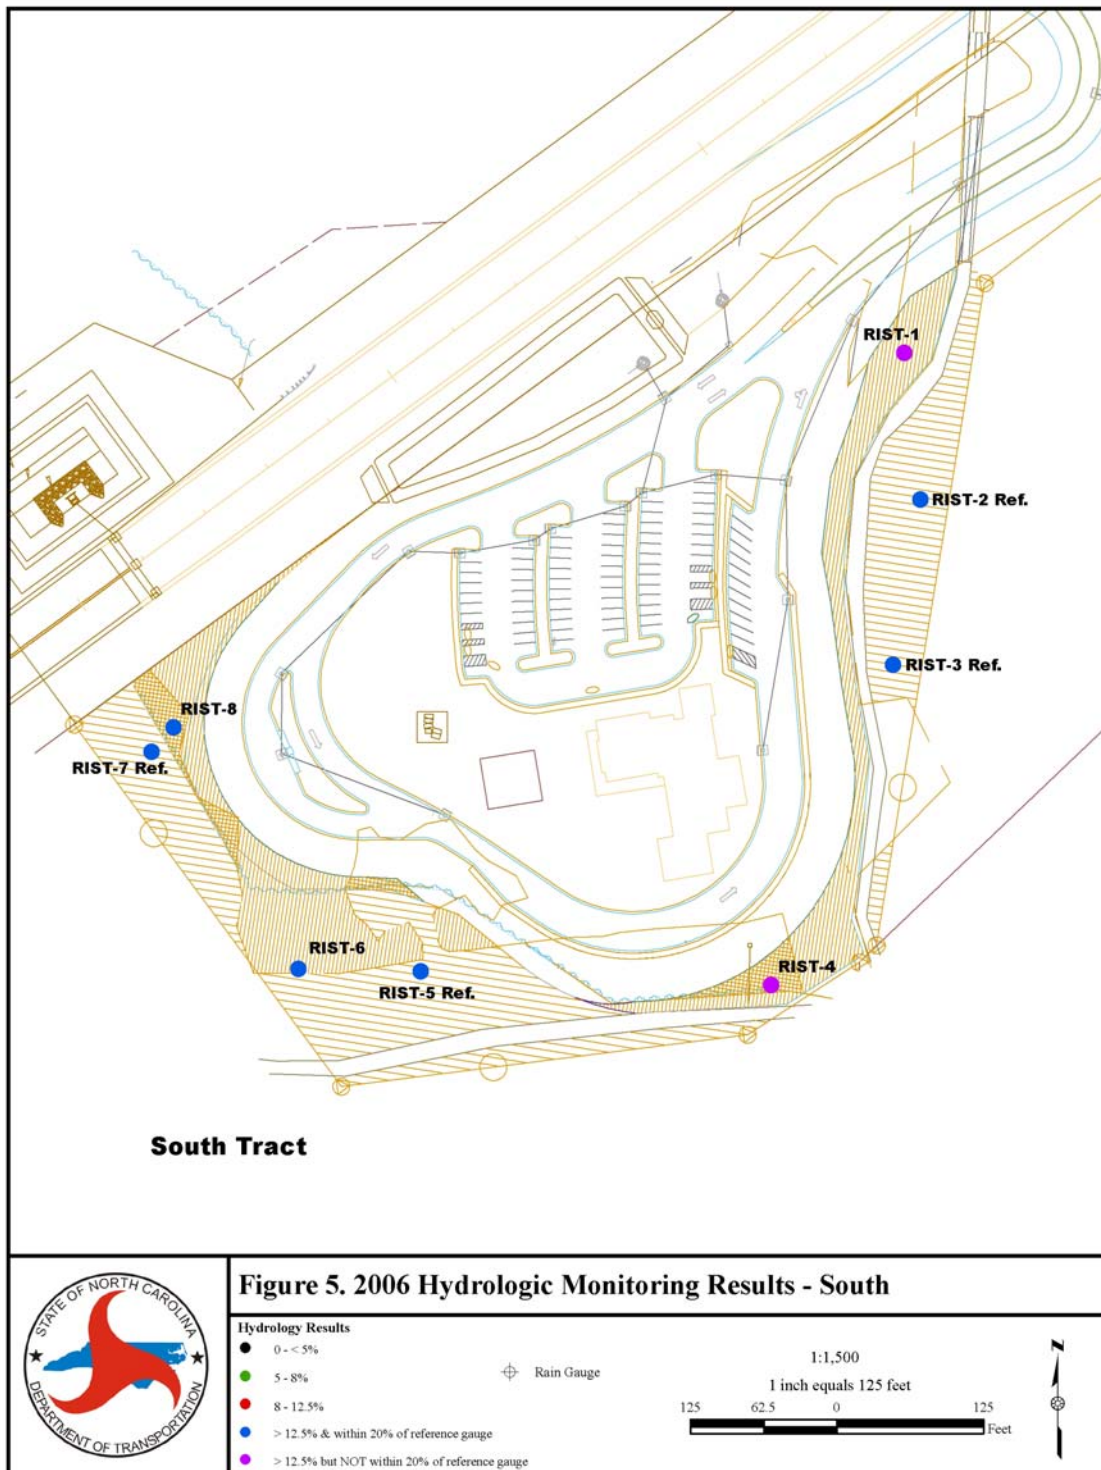 RIST-1
RIST-2 Ref.
RIST-3 Ref.
RIST-8
RIST-7 Ref.
RIST-6
RIST-5 Ref.
RIST-4
South Tract
STATE OF NORTH CAROLINA
DEPARTMENT OF TRANSPORTATION
Figure 5. 2006 Hydrologic Monitoring Results - South
Hydrology Results
0 - < 5%
5 - 8%
8 - 12.5%
> 12.5% & within 20% of reference gauge
> 12.5% but NOT within 20% of reference gauge
Rain Gauge
1:1,500
1 inch equals 125 feet
125 62.5 0 125
Feet
N